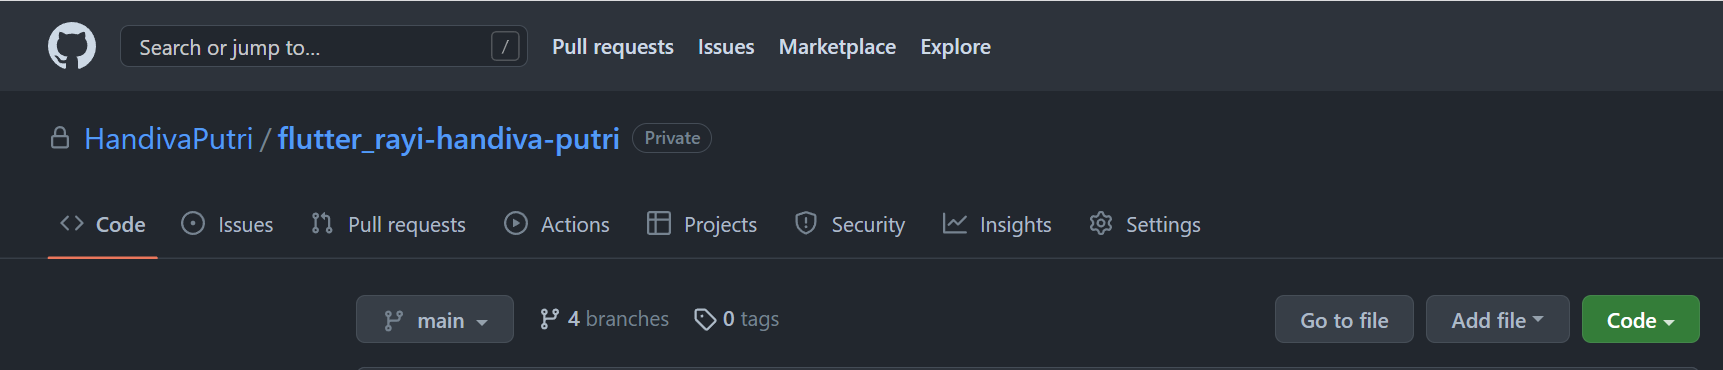 Search or jump to... / Pull requests Issues Marketplace Explore
HandivaPutri / flutter_rayi-handiva-putri Private
Code Issues Pull requests Actions Projects Security Insights Settings
main 4 branches 0 tags Go to file Add file Code